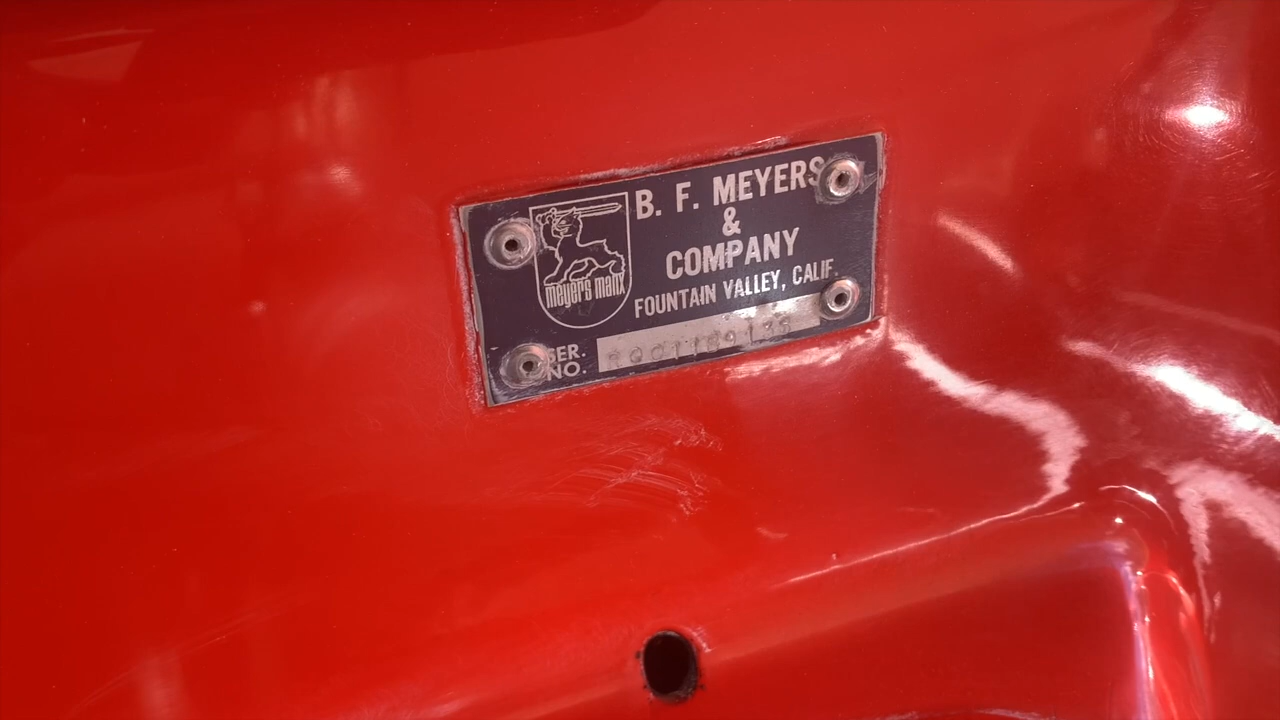 B. F. MEYERS
&
COMPANY
FOUNTAIN VALLEY, CALIF.
meyers manx
SER.
NO.